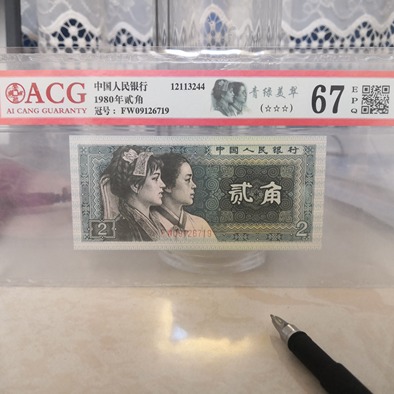 ACG
AI CANG GUARANTY
中国人民银行 12113244
1980年贰角
冠号：FW09126719
青绿美翠
(☆☆☆)
67 EPQ
中国人民银行
贰角
FW09126719
2 2